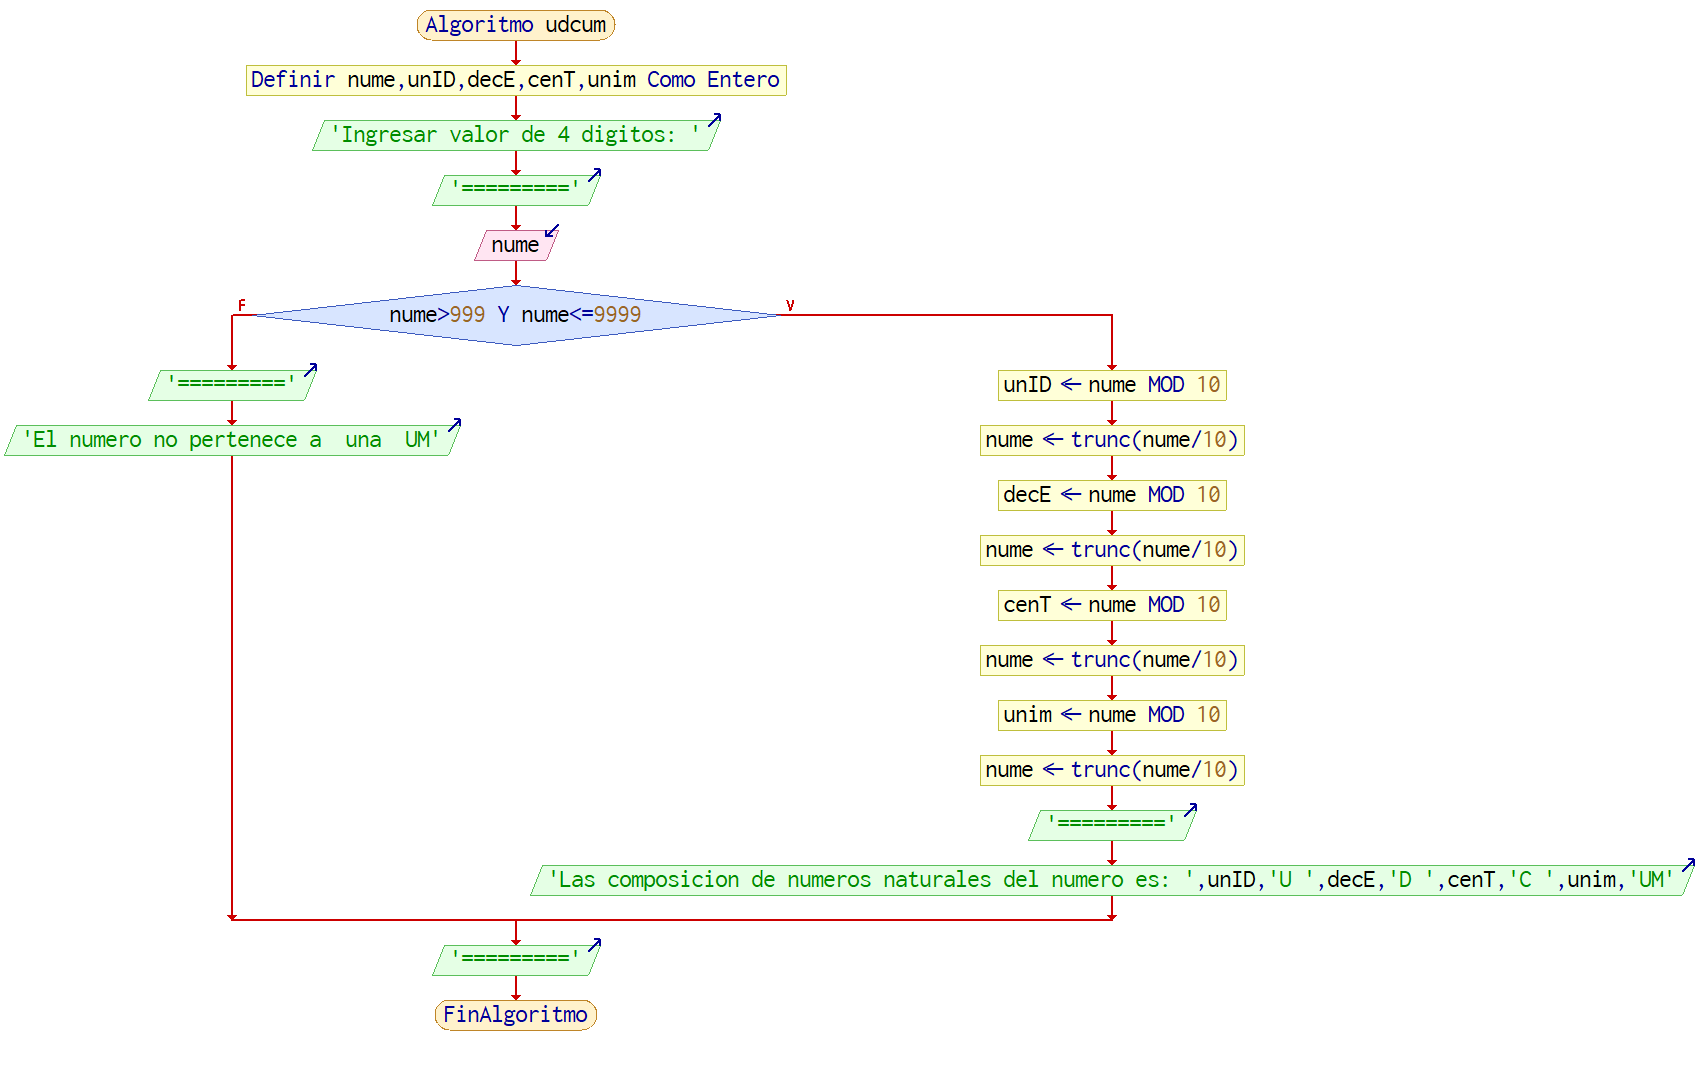 Algoritmo udcum
Definir nume,unID,decE,cenT,unim Como Entero
'Ingresar valor de 4 digitos: '
'========='
nume
nume>999 Y nume<=9999
F
V
'========='
'El numero no pertenece a  una  UM'
unID ← nume MOD 10
nume ← trunc(nume/10)
decE ← nume MOD 10
nume ← trunc(nume/10)
cenT ← nume MOD 10
nume ← trunc(nume/10)
unim ← nume MOD 10
nume ← trunc(nume/10)
'========='
'Las composicion de numeros naturales del numero es: ',unID,'U ',decE,'D ',cenT,'C ',unim,'UM'
'========='
FinAlgoritmo